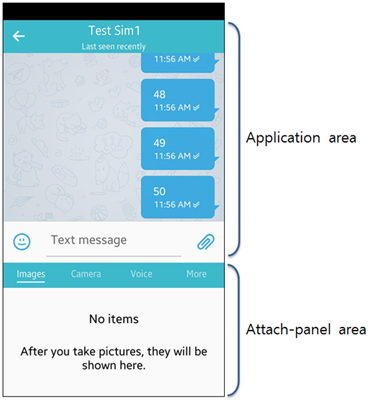 Test Sim1
Last seen recently
11:56 AM
48
11:56 AM
49
11:56 AM
50
11:56 AM
Application area
Text message
Images Camera Voice More
No items
Attach-panel area
After you take pictures, they will be
shown here.